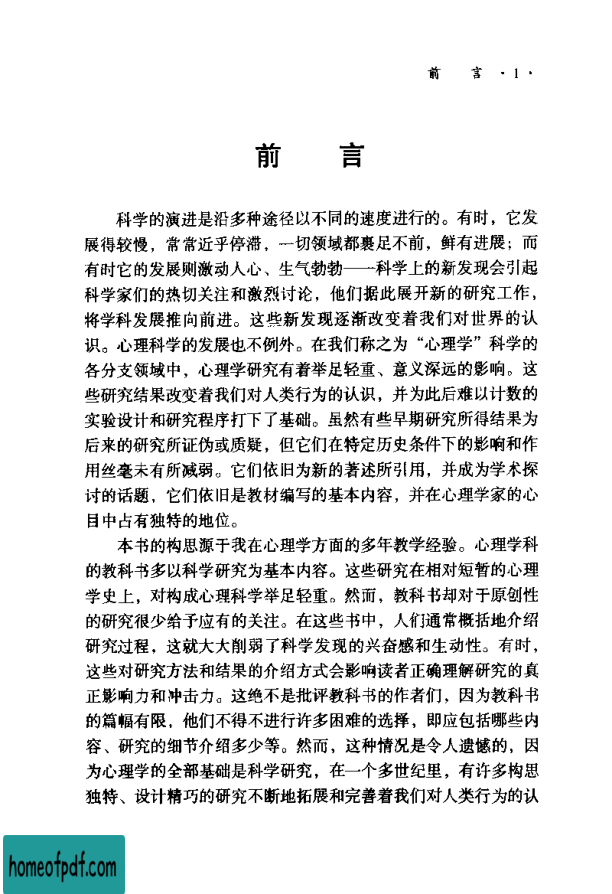 前 言 · 1 ·
前 言
科学的演进是沿多种途径以不同的速度进行的。有时，它发
展得较慢，常常近乎停滞，一切领域都裹足不前，鲜有进展；而
有时它的发展则激动人心、生气勃勃——科学上的新发现会引起
科学家们的热切关注和激烈讨论，他们据此展开新的研究工作，
将学科发展推向前进。这些新发现逐渐改变着我们对世界的认
识。心理科学的发展也不例外。在我们称之为“心理学”科学的
各分支领域中，心理学研究有着举足轻重、意义深远的影响。这
些研究结果改变着我们对人类行为的认识，并为此后难以计数的
实验设计和研究程序打下了基础。虽然有些早期研究所得结果为
后来的研究所证伪或质疑，但它们在特定历史条件下的影响和作
用丝毫未有所减弱。它们依旧为新的著述所引用，并成为学术探
讨的话题，它们依旧是教材编写的基本内容，并在心理学家的心
目中占有独特的地位。
本书的构思源于我在心理学方面的多年教学经验。心理学科
的教科书多以科学研究为基本内容。这些研究在相对短暂的心理
学史上，对构成心理科学举足轻重。然而，教科书却对于原创性
的研究很少给予应有的关注。在这些书中，人们通常概括地介绍
研究过程，这就大大削弱了科学发现的兴奋感和生动性。有时，
这些对研究方法和结果的介绍方式会影响读者正确理解研究的真
正影响力和冲击力。这绝不是批评教科书的作者们，因为教科书
的篇幅有限，他们不得不进行许多困难的选择，即应包括哪些内
容、研究的细节介绍多少等。然而，这种情况是令人遗憾的，因
为心理学的全部基础是科学研究，在一个多世纪里，有许多构思
独特、设计精巧的研究不断地拓展和完善着我们对人类行为的认
homeofpdf.com